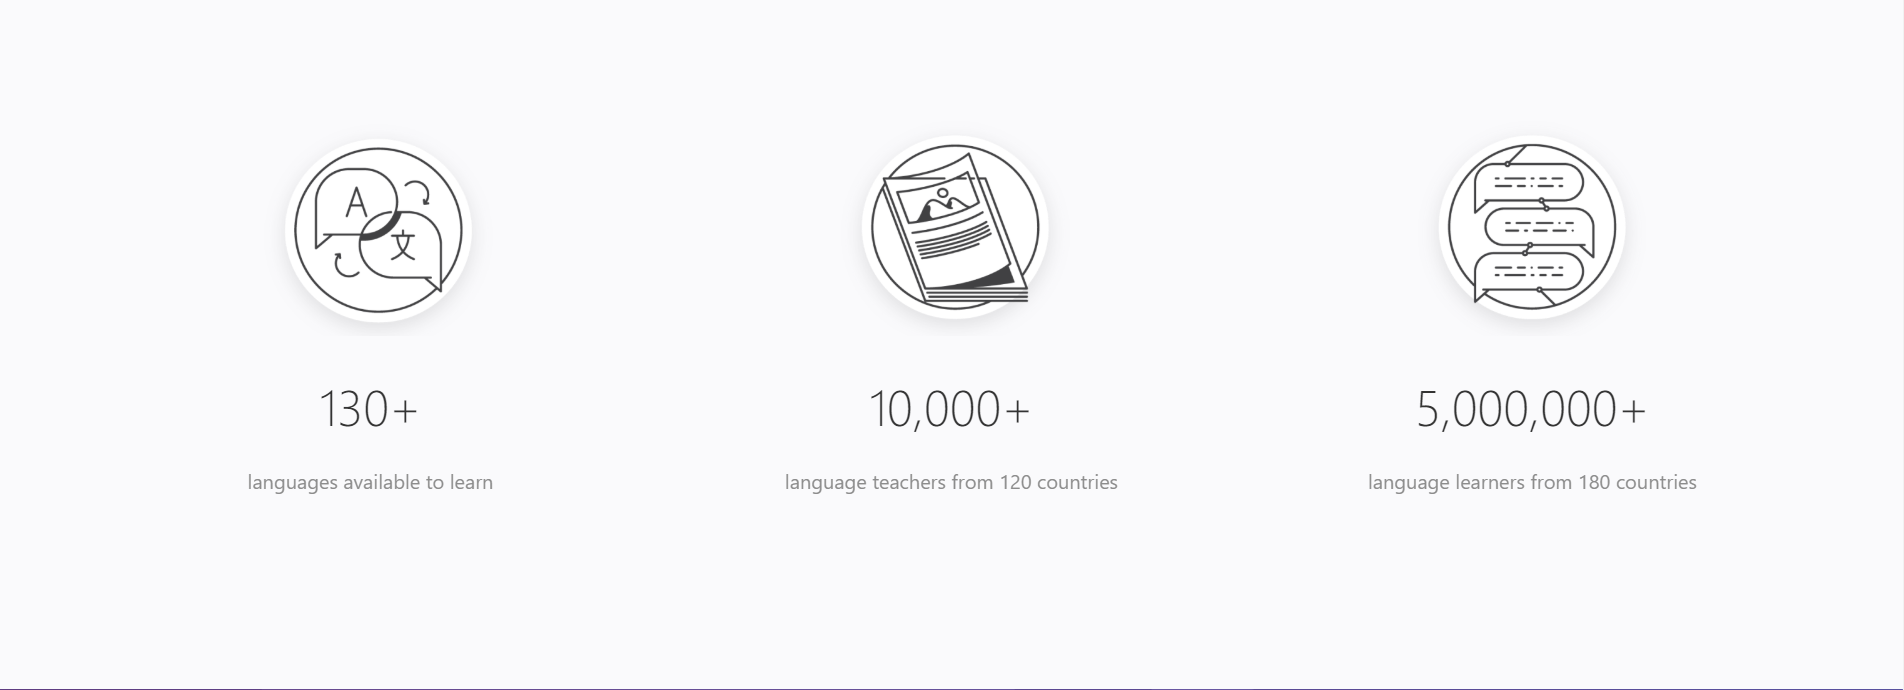 A
文
130+
10,000+
5,000,000+
languages available to learn
language teachers from 120 countries
language learners from 180 countries